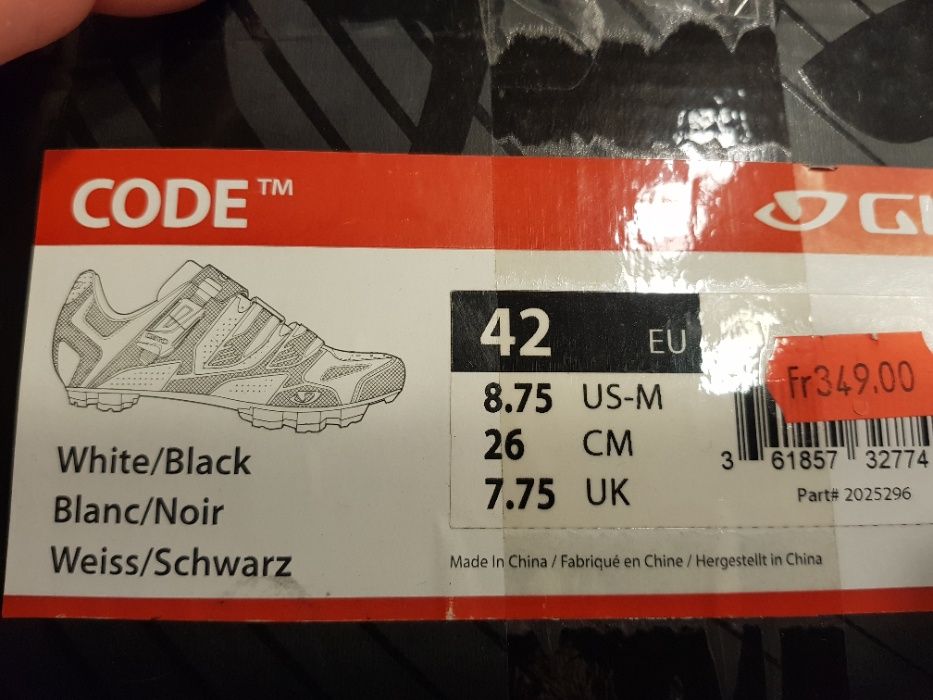 CODE™
42 EU
8.75 US-M
26 CM
7.75 UK
Fr349.00
3 61857 32774
Part# 2025296
White/Black
Blanc/Noir
Weiss/Schwarz
Made In China / Fabriqué en Chine / Hergestellt in China